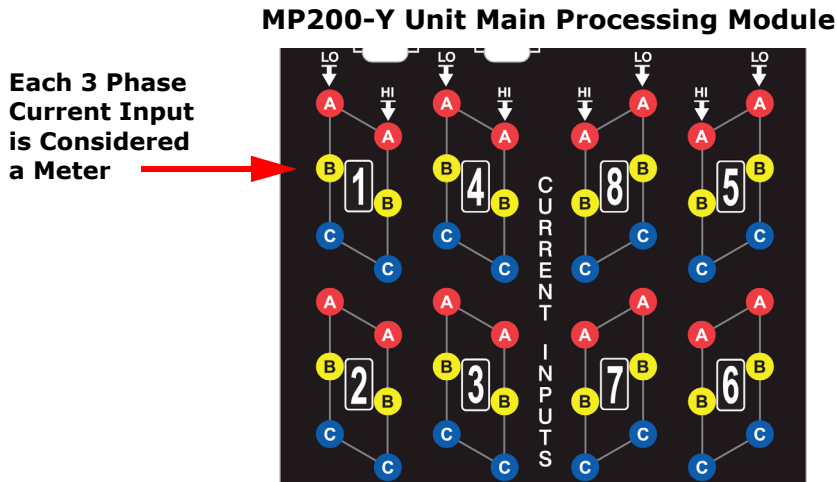 MP200-Y Unit Main Processing Module
Each 3 Phase
Current Input
is Considered
a Meter
LO LO LO LO
HI HI HI HI
A A A A
A A A A
B B B B
1 4 8 5
B B B B
C C C C
C C C C
CURRENT INPUTS
A A A A
A A A A
B B B B
2 3 7 6
B B B B
C C C C
C C C C